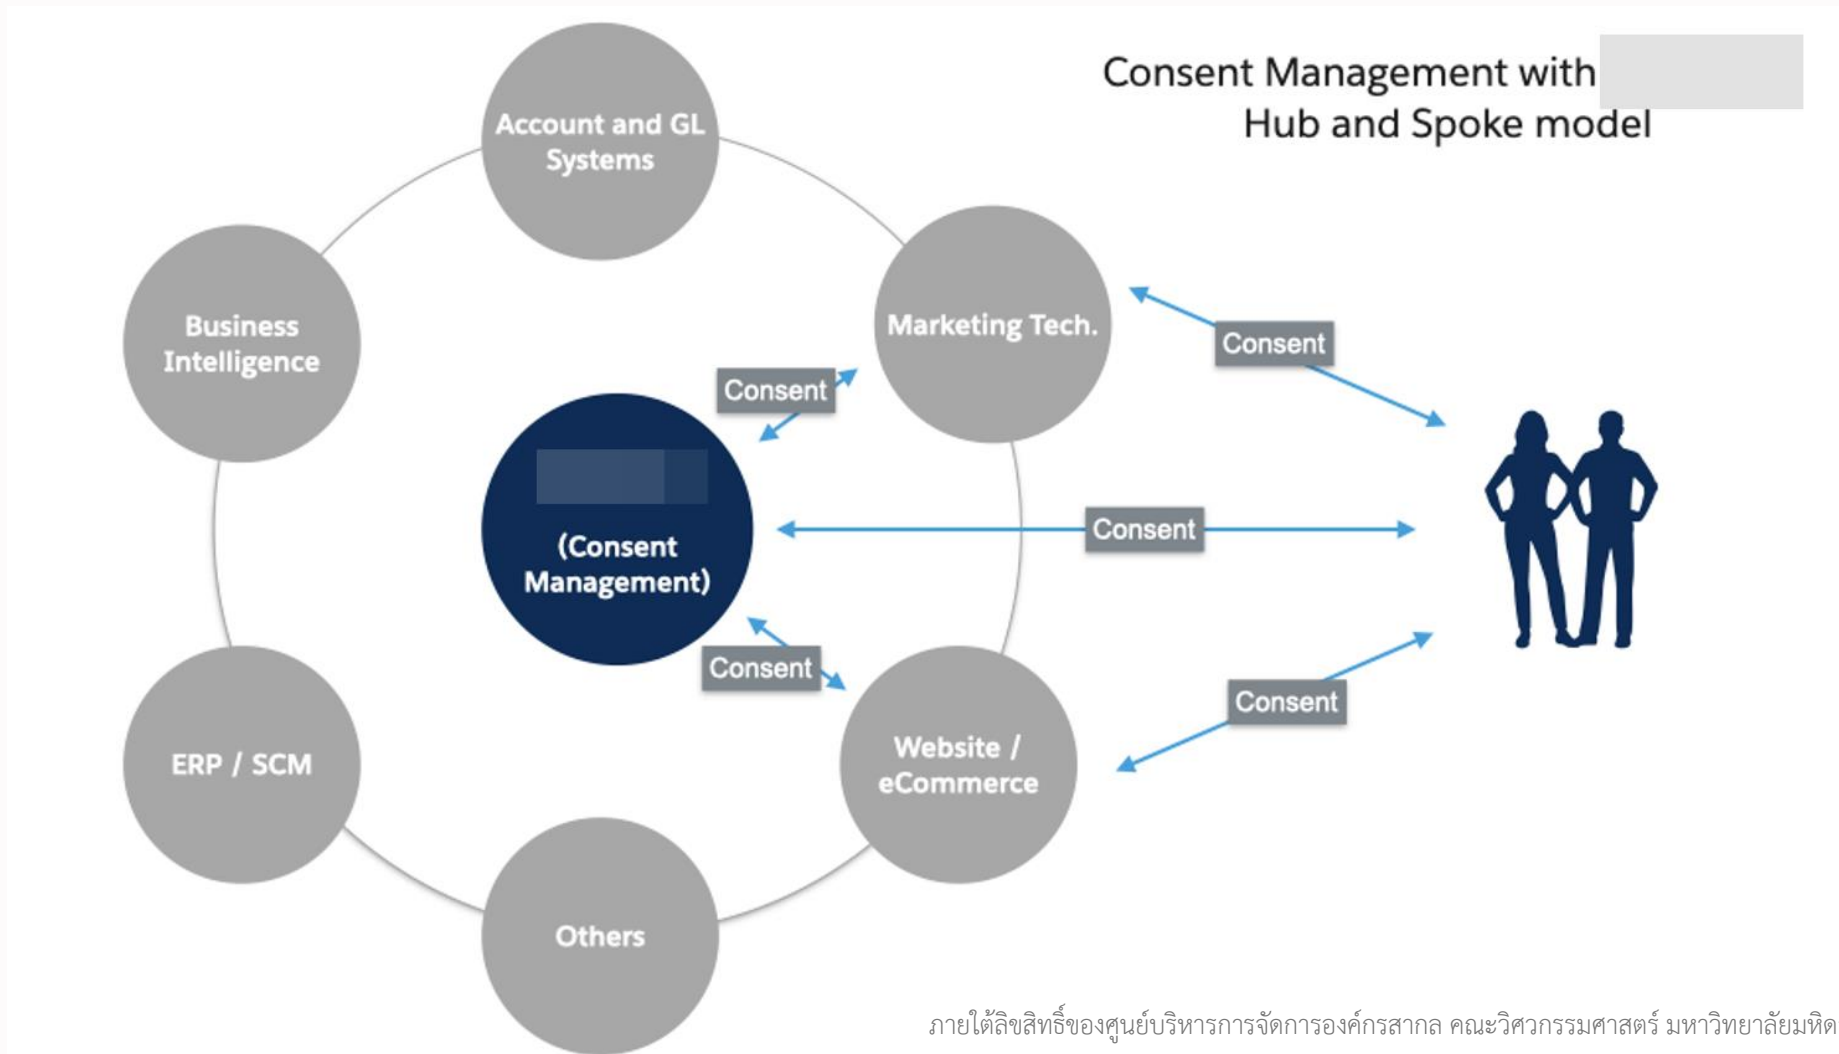 Consent Management with
Hub and Spoke model
Account and GL
Systems
Business
Intelligence
Marketing Tech.
Consent
Consent
(Consent
Management)
Consent
Consent
Consent
ERP / SCM
Website /
eCommerce
Others
ภายใต้ลิขสิทธิ์ของศูนย์บริหารการจัดการองค์กรสากล คณะวิศวกรรมศาสตร์ มหาวิทยาลัยมหิด